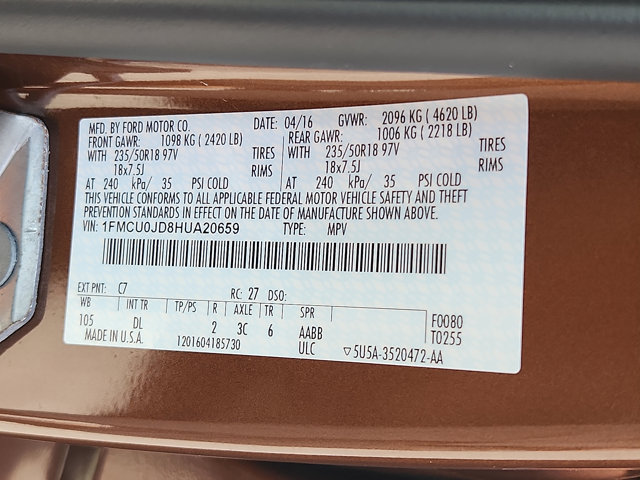 MFD. BY FORD MOTOR CO. DATE: 04/16 GVWR: 2096 KG ( 4620 LB)
FRONT GAWR: 1098 KG ( 2420 LB) REAR GAWR: 1006 KG ( 2218 LB)
WITH 235/50R18 97V TIRES WITH 235/50R18 97V TIRES
18x7.5J RIMS 18x7.5J RIMS
AT 240 kPa/ 35 PSI COLD AT 240 kPa/ 35 PSI COLD
THIS VEHICLE CONFORMS TO ALL APPLICABLE FEDERAL MOTOR VEHICLE SAFETY AND THEFT
PREVENTION STANDARDS IN EFFECT ON THE DATE OF MANUFACTURE SHOWN ABOVE.
VIN: 1FMCU0JD8HUA20659 TYPE: MPV
EXT PNT: C7 RC: 27 DSO:
WB INT TR TP/PS R AXLE TR SPR
105 DL 2 3C 6 AABB F0080
MADE IN U.S.A. 1201604185730 ULC ▽5U5A-3520472-AA T0255